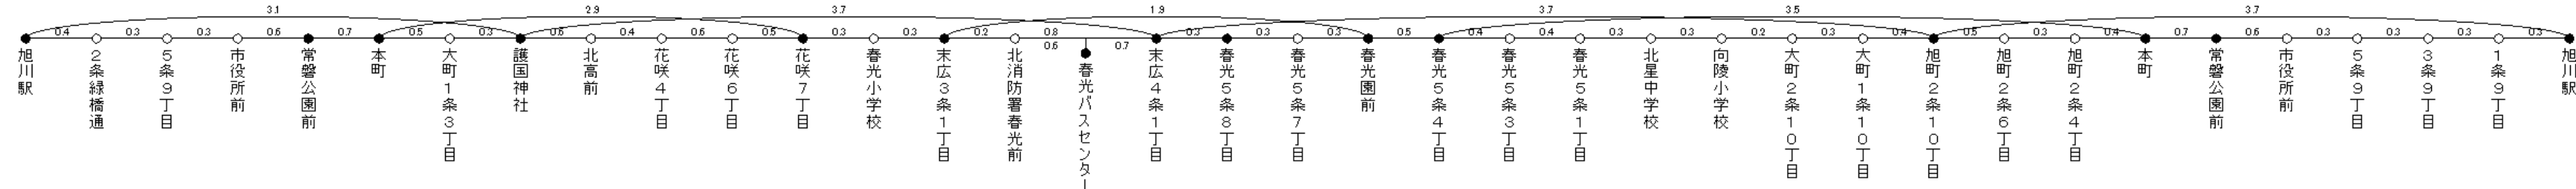 3.1 2.9 3.7 1.9 3.7 3.5 3.7
0.4 0.3 0.3 0.6 0.7 0.5 0.3 0.6 0.4 0.6 0.5 0.3 0.3 0.2 0.8 0.3 0.3 0.3 0.5 0.4 0.4 0.3 0.3 0.2 0.3 0.4 0.5 0.3 0.4 0.7 0.6 0.3 0.3 0.3 0.3
0.6 0.7
旭川駅
2条緑橋通
5条9丁目
市役所前
常磐公園前
本町
大町1条3丁目
護国神社
北高前
花咲4丁目
花咲6丁目
花咲7丁目
春光小学校
末広3条1丁目
北消防署春光前
春光バスセンター
末広4条1丁目
春光5条8丁目
春光5条7丁目
春光園前
春光5条4丁目
春光5条3丁目
春光5条1丁目
北星中学校
向陵小学校
大町2条10丁目
大町1条10丁目
旭町2条10丁目
旭町2条6丁目
旭町2条4丁目
本町
常磐公園前
市役所前
5条9丁目
3条9丁目
1条9丁目
旭川駅